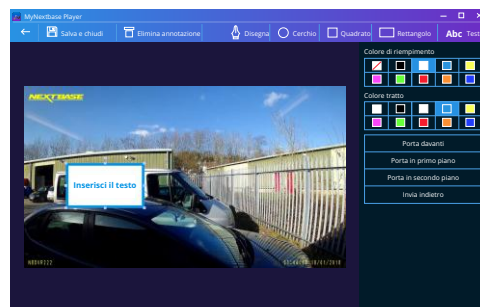 MyNextbase Player
Salva e chiudi
Elimina annotazione
Disegna
Cerchio
Quadrato
Rettangolo
Abc Test
Colore di riempimento
Colore tratto
Porta davanti
Porta in primo piano
Porta in secondo piano
Invia indietro
NEXTBASE
Inserisci il testo